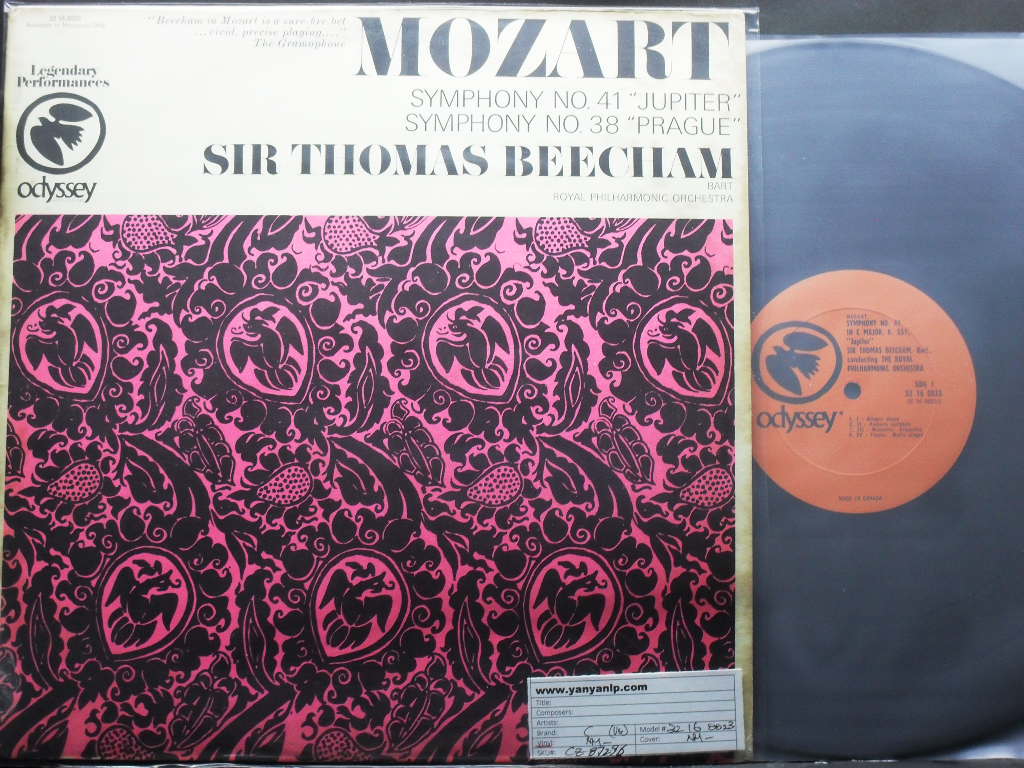 "Beecham in Mozart is a sure-fire bet
...vivid, precise playing...."
The Gramophone
MOZART
SYMPHONY NO. 41 "JUPITER"
SYMPHONY NO. 38 "PRAGUE"
SIR THOMAS BEECHAM
BART
ROYAL PHILHARMONIC ORCHESTRA
Legendary
Performances
odyssey
MOZART
SYMPHONY NO. 41
IN C MAJOR, K. 551,
"Jupiter"
SIR THOMAS BEECHAM, Bart.
conducting THE ROYAL
PHILHARMONIC ORCHESTRA
SIDE 1
odyssey
MADE IN CANADA
www.yanyanlp.com
Title:
Composers:
Artists:
Brand:
Model #: 32 16 0023
Vinyl:
Cover: NM-
SKU#: